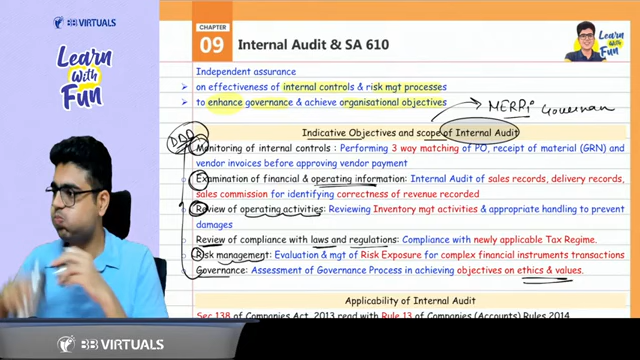 BB VIRTUALS
Learn
With
Fun
CHAPTER
09
Internal Audit & SA 610
Learn
With
Fun
Independent assurance
on effectiveness of internal controls & risk mgt processes
to enhance governance & achieve organisational objectives
MERRi Governan
Indicative Objectives and scope of Internal Audit
Monitoring of internal controls : Performing 3 way matching of PO, receipt of material (GRN) and
vendor invoices before approving vendor payment
Examination of financial & operating information: Internal Audit of sales records, delivery records,
sales commission for identifying correctness of revenue recorded
Review of operating activities: Reviewing Inventory mgt activities & appropriate handling to prevent
damages
Review of compliance with laws and regulations: Compliance with newly applicable Tax Regime.
Risk management: Evaluation & mgt of Risk Exposure for complex financial instruments transactions
Governance: Assessment of Governance Process in achieving objectives on ethics & values.
Applicability of Internal Audit
Sec 138 of Companies Act, 2013 read with Rule 13 of Companies (Accounts) Rules 2014
BB VIRTUALS